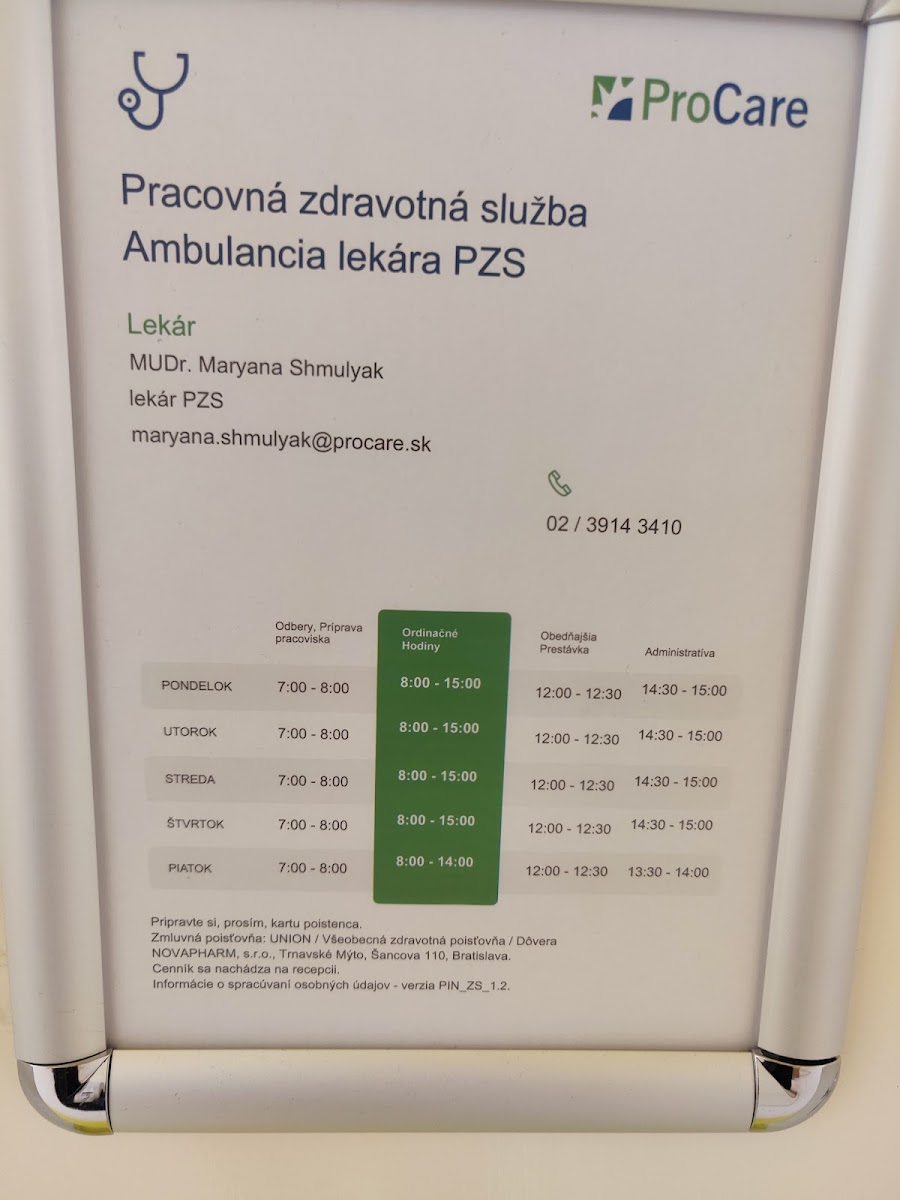 ProCare
Pracovná zdravotná služba
Ambulancia lekára PZS
Lekár
MUDr. Maryana Shmulyak
lekár PZS
maryana.shmulyak@procare.sk
02 / 3914 3410
Odbery, Príprava pracoviska Ordinačné Hodiny Obedňajšia Prestávka Administratíva
PONDELOK 7:00 - 8:00 8:00 - 15:00 12:00 - 12:30 14:30 - 15:00
UTOROK 7:00 - 8:00 8:00 - 15:00 12:00 - 12:30 14:30 - 15:00
STREDA 7:00 - 8:00 8:00 - 15:00 12:00 - 12:30 14:30 - 15:00
ŠTVRTOK 7:00 - 8:00 8:00 - 15:00 12:00 - 12:30 14:30 - 15:00
PIATOK 7:00 - 8:00 8:00 - 14:00 12:00 - 12:30 13:30 - 14:00
Pripravte si, prosím, kartu poistenca.
Zmluvná poisťovňa: UNION / Všeobecná zdravotná poisťovňa / Dôvera
NOVAPHARM, s.r.o., Trnavské Mýto, Šancova 110, Bratislava.
Cenník sa nachádza na recepcii.
Informácie o spracúvaní osobných údajov - verzia PIN_ZS_1.2.